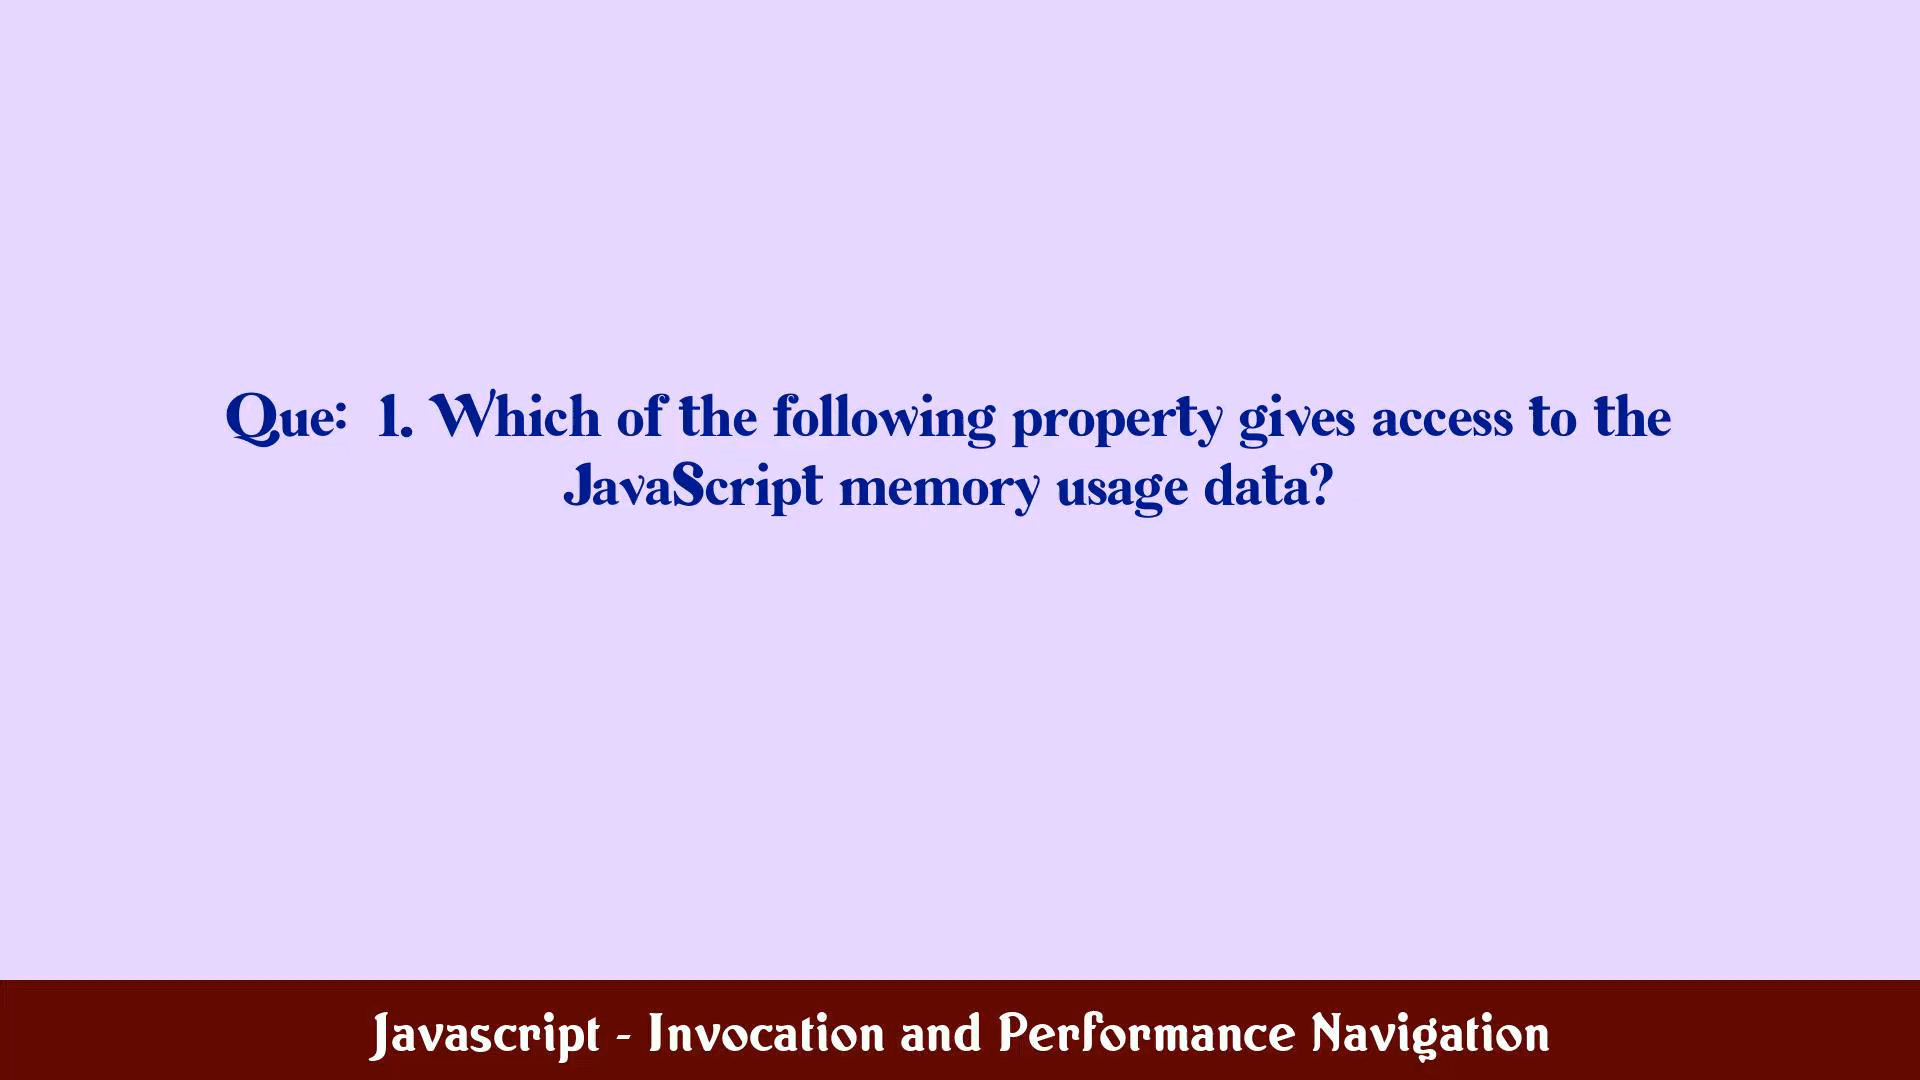 Que:  1. Which of the following property gives access to the
JavaScript memory usage data?
Javascript - Invocation and Performance Navigation